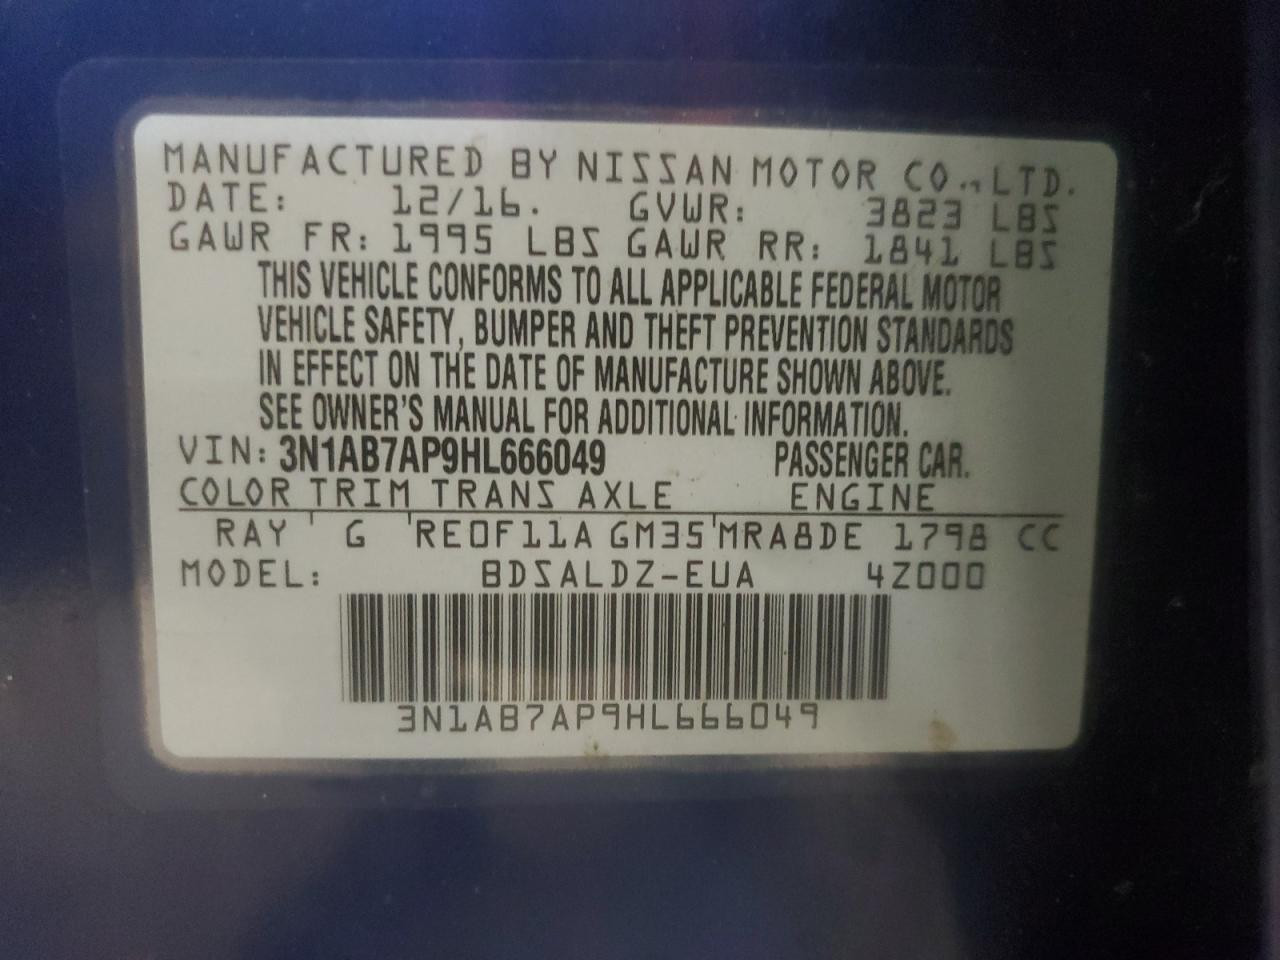 MANUFACTURED BY NISSAN MOTOR CO.,LTD.
DATE: 12/16. GVWR: 3823 LBS
GAWR FR: 1995 LBS GAWR RR: 1841 LBS
THIS VEHICLE CONFORMS TO ALL APPLICABLE FEDERAL MOTOR
VEHICLE SAFETY, BUMPER AND THEFT PREVENTION STANDARDS
IN EFFECT ON THE DATE OF MANUFACTURE SHOWN ABOVE.
SEE OWNER'S MANUAL FOR ADDITIONAL INFORMATION.
VIN: 3N1AB7AP9HL666049 PASSENGER CAR.
COLOR TRIM TRANS AXLE ENGINE
RAY G RE0F11A GM35 MRA8DE 1798 CC
MODEL: BDSALDZ-EUA 4Z000
3N1AB7AP9HL666049